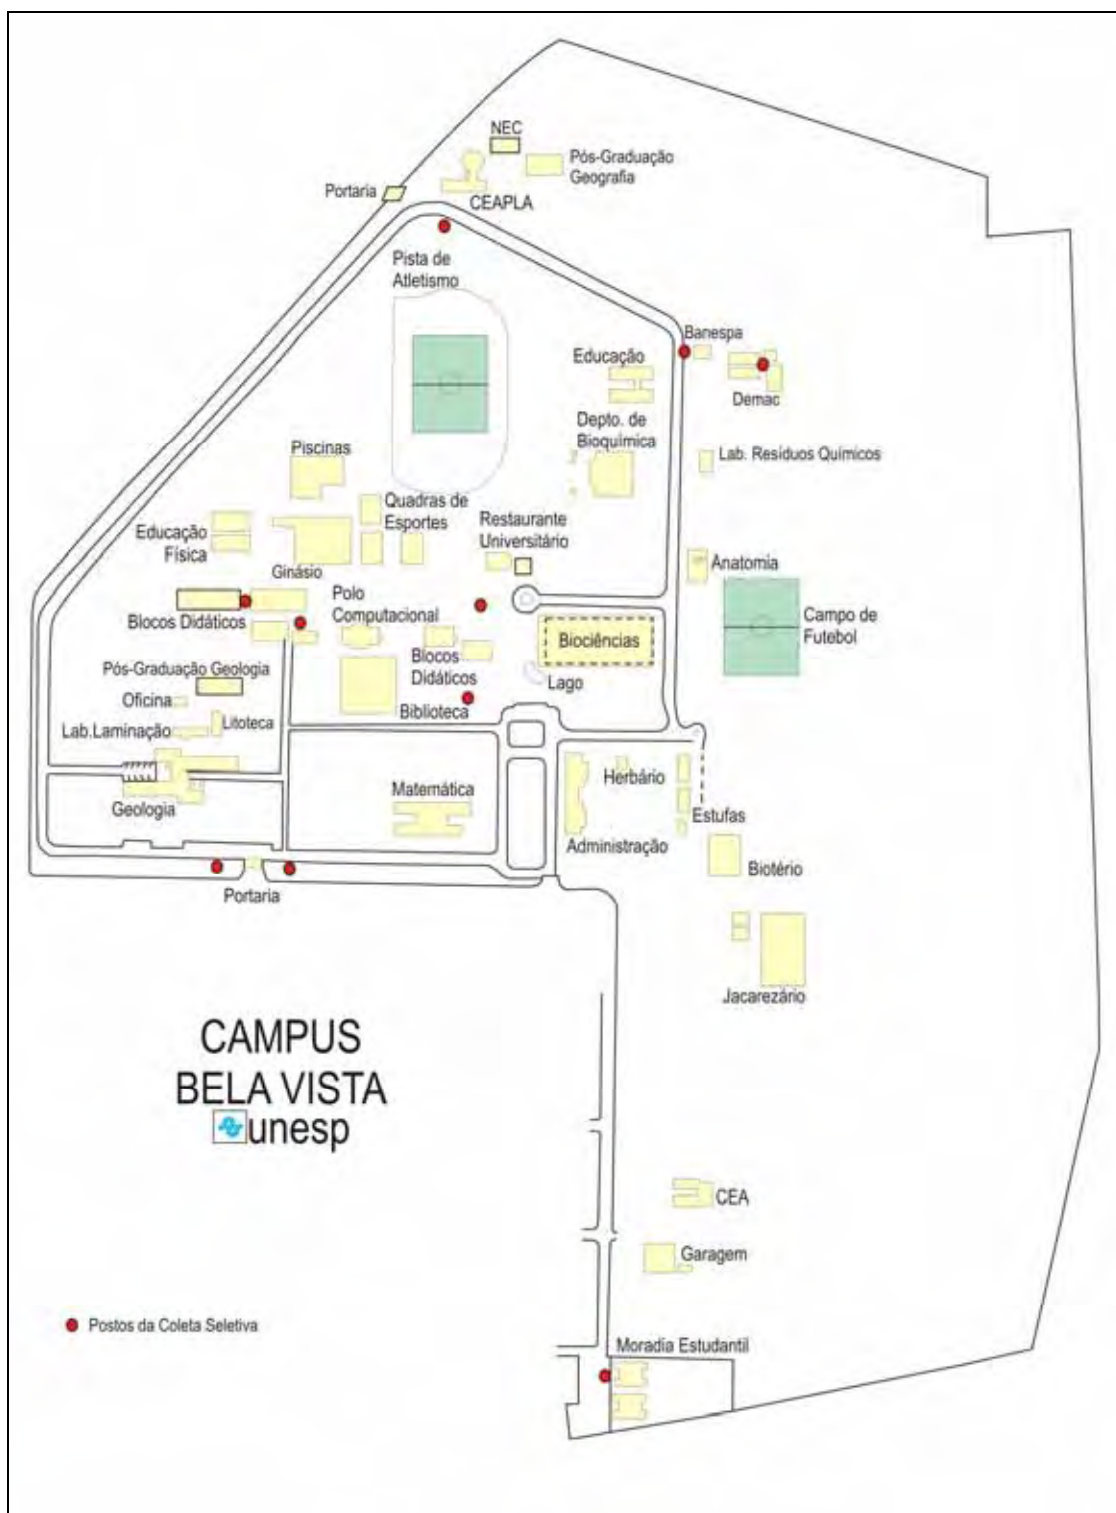 NEC
Pós-Graduação
Geografia
Portaria
CEAPLA
Pista de
Atletismo
Banespa
Educação
Demac
Depto. de
Bioquímica
Lab. Resíduos Químicos
Piscinas
Quadras de
Esportes
Restaurante
Universitário
Educação
Física
Ginásio
Anatomia
Polo
Computacional
Campo de
Futebol
Blocos Didáticos
Biociências
Blocos
Didáticos
Pós-Graduação Geologia
Lago
Oficina
Biblioteca
Litoteca
Lab.Laminação
Herbário
Matemática
Geologia
Estufas
Administração
Biotério
Portaria
Jacarezário
CAMPUS
BELA VISTA
unesp
CEA
Garagem
Postos da Coleta Seletiva
Moradia Estudantil